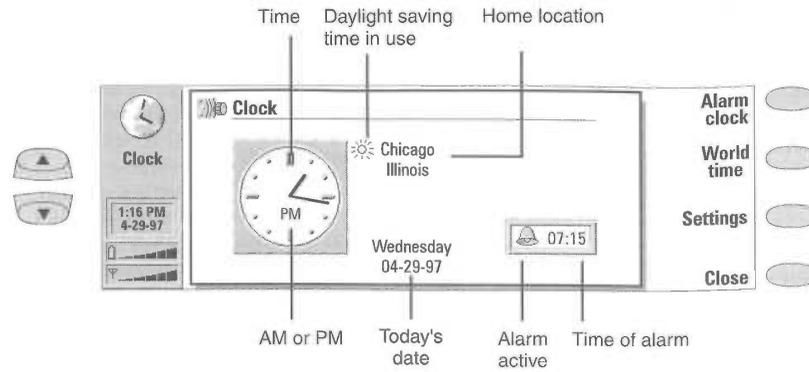 Time
Daylight saving
time in use
Home location
Clock
1:16 PM
4-29-97
Clock
Chicago
Illinois
PM
Wednesday
04-29-97
07:15
Alarm
clock
World
time
Settings
Close
AM or PM
Today's
date
Alarm
active
Time of alarm